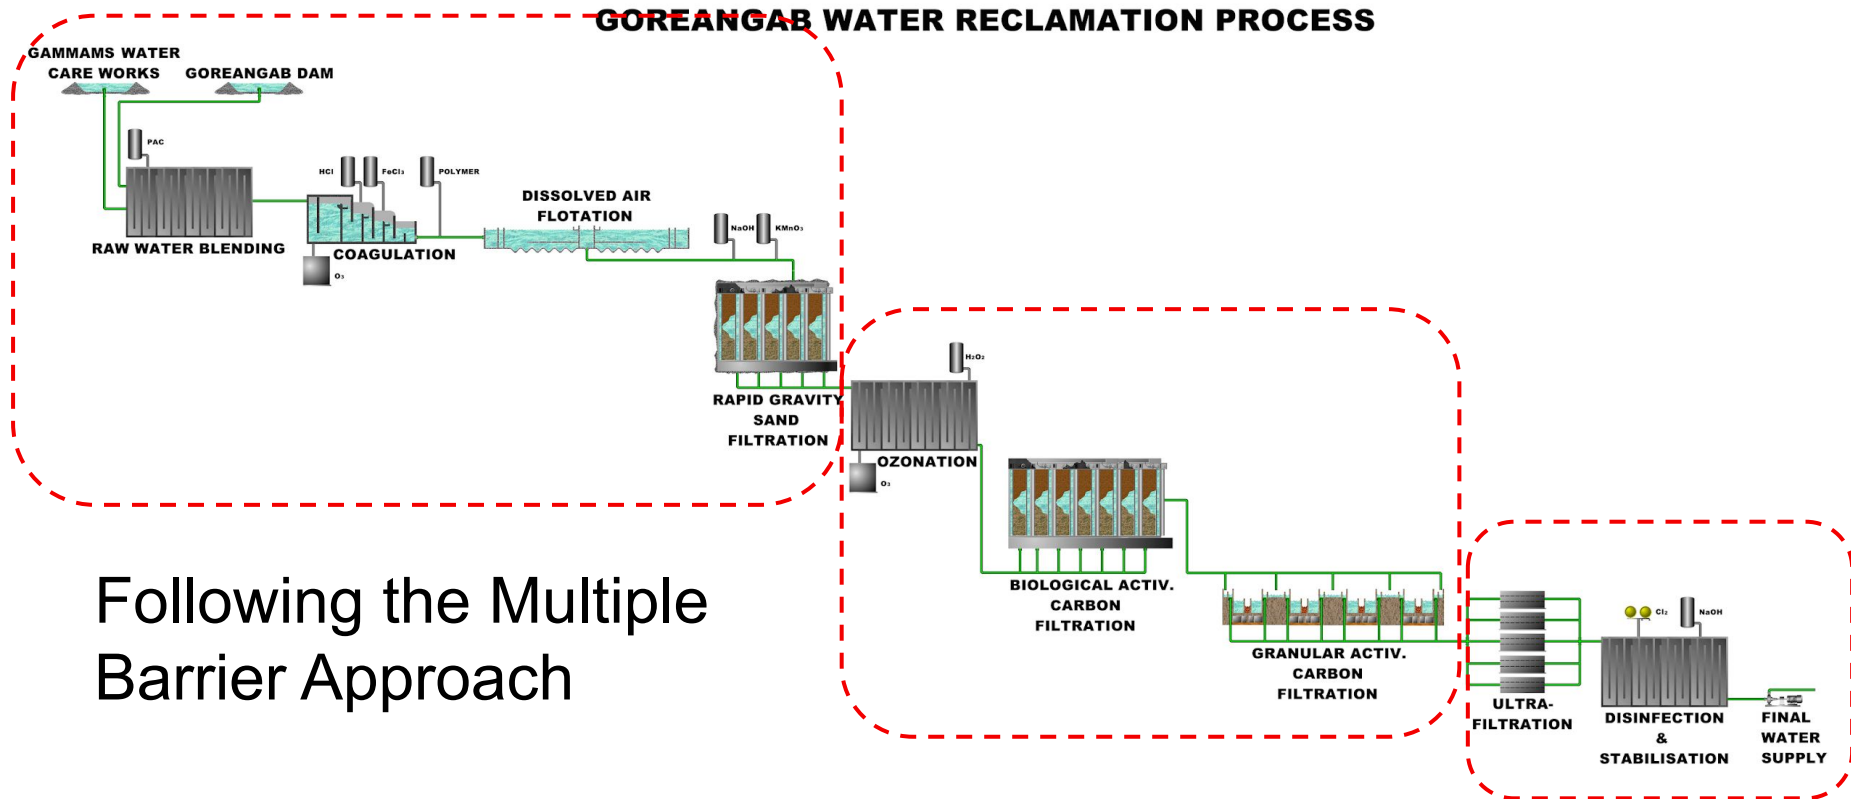 GOREANGAB WATER RECLAMATION PROCESS
GAMMAMS WATER
CARE WORKS
GOREANGAB DAM
PAC
RAW WATER BLENDING
HCl
FeCl₃
POLYMER
O₃
COAGULATION
DISSOLVED AIR
FLOTATION
NaOH
KMnO₃
RAPID GRAVITY
SAND
FILTRATION
H₂O₂
OZONATION
O₃
BIOLOGICAL ACTIV.
CARBON
FILTRATION
GRANULAR ACTIV.
CARBON
FILTRATION
ULTRA-
FILTRATION
Cl₂
NaOH
DISINFECTION
&
STABILISATION
FINAL
WATER
SUPPLY
Following the Multiple
Barrier Approach